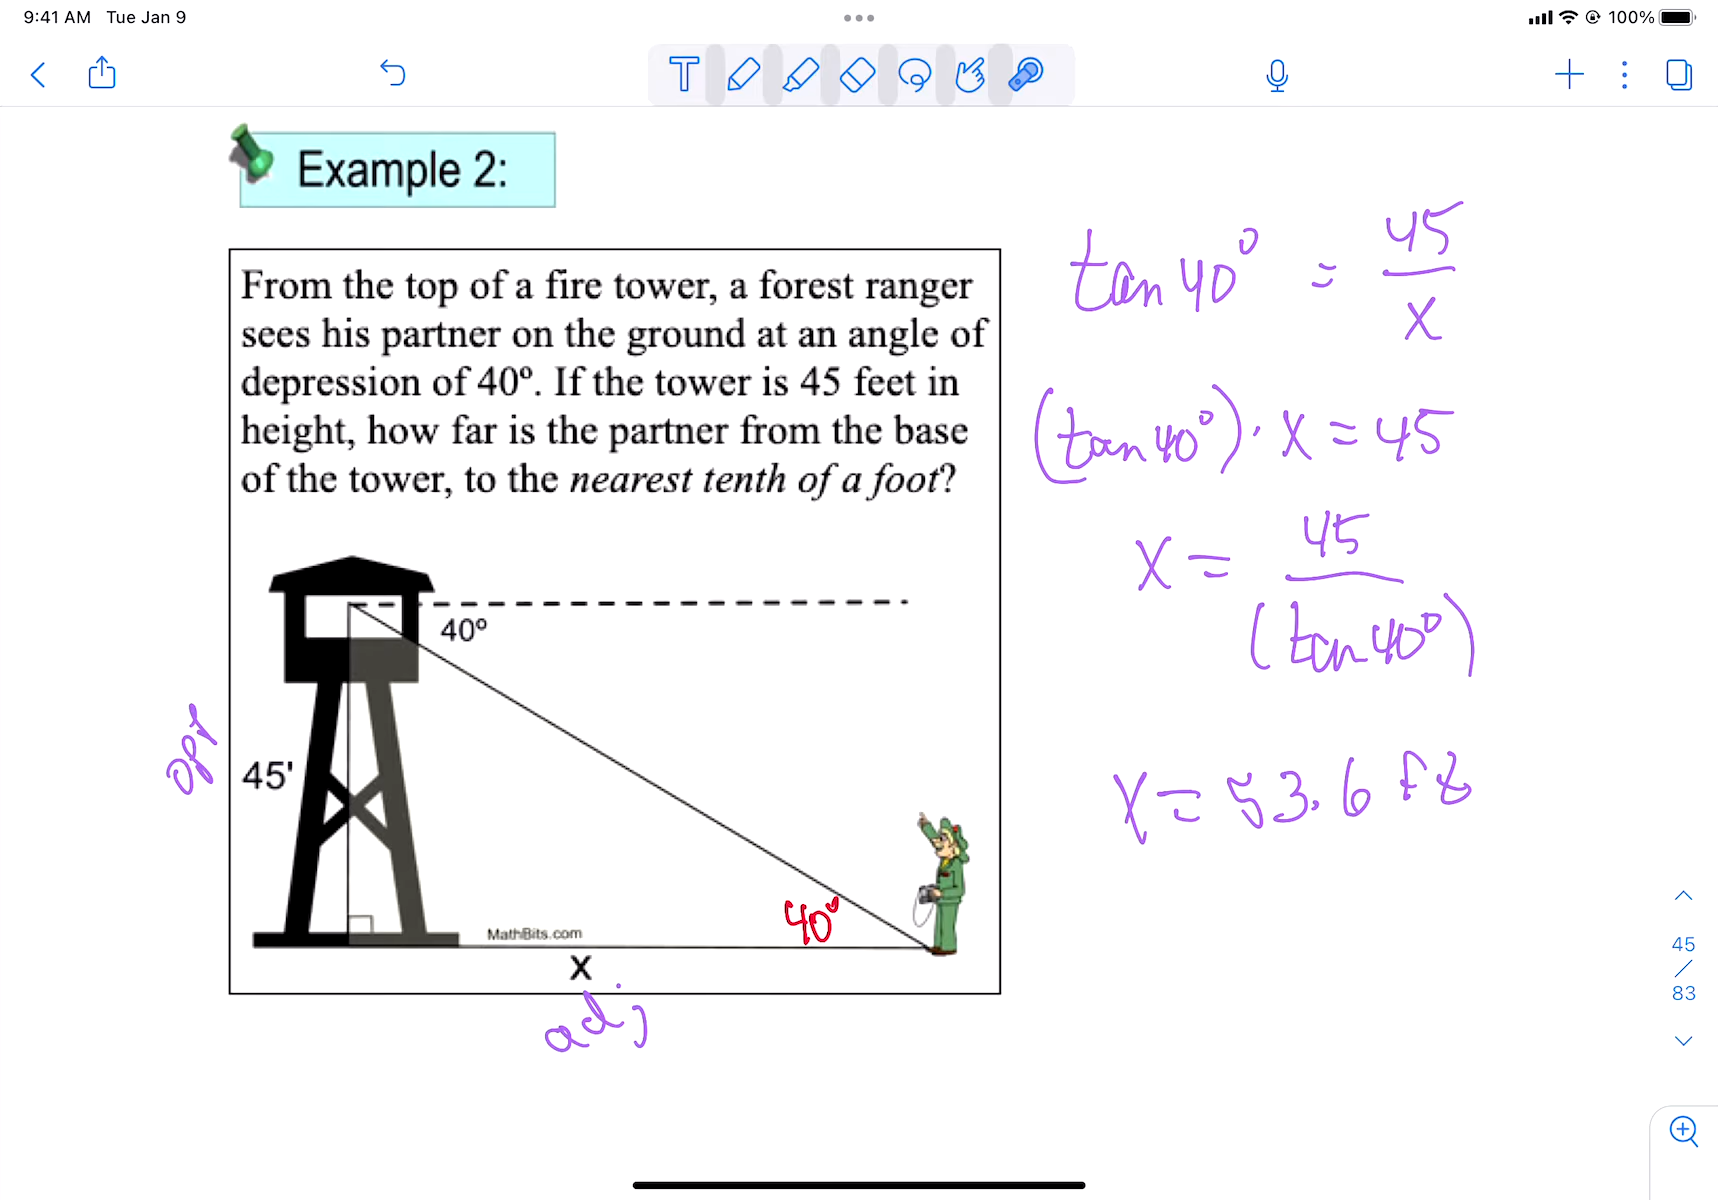 9:41 AM Tue Jan 9
100%
Example 2:
From the top of a fire tower, a forest ranger
sees his partner on the ground at an angle of
depression of 40º. If the tower is 45 feet in
height, how far is the partner from the base
of the tower, to the nearest tenth of a foot?
40º
opp
45'
40°
MathBits.com
x
adj
tan 40° = 45/x
(tan 40°) · x = 45
x = 45/(tan 40°)
x = 53.6 ft
45
/
83